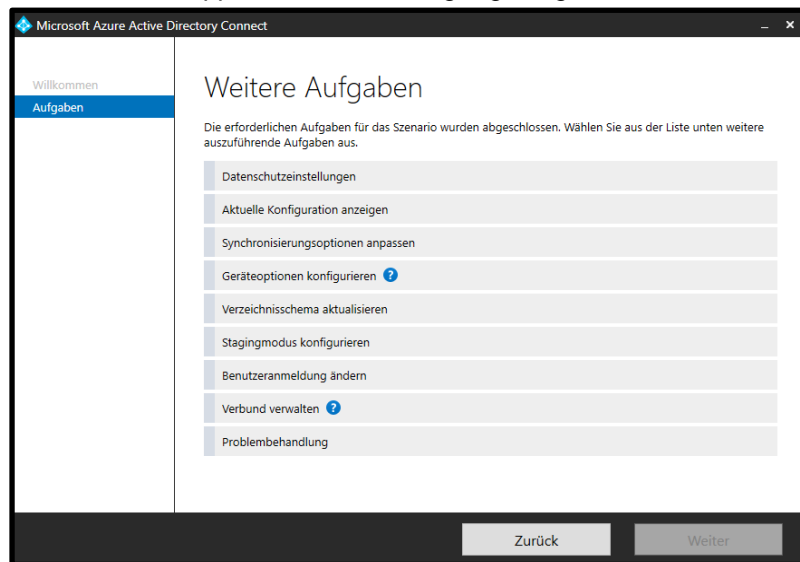 Microsoft Azure Active Directory Connect
Willkommen
Aufgaben
Weitere Aufgaben
Die erforderlichen Aufgaben für das Szenario wurden abgeschlossen. Wählen Sie aus der Liste unten weitere
auszuführende Aufgaben aus.
Datenschutzeinstellungen
Aktuelle Konfiguration anzeigen
Synchronisierungsoptionen anpassen
Geräteoptionen konfigurieren ?
Verzeichnisschema aktualisieren
Stagingmodus konfigurieren
Benutzeranmeldung ändern
Verbund verwalten ?
Problembehandlung
Zurück
Weiter